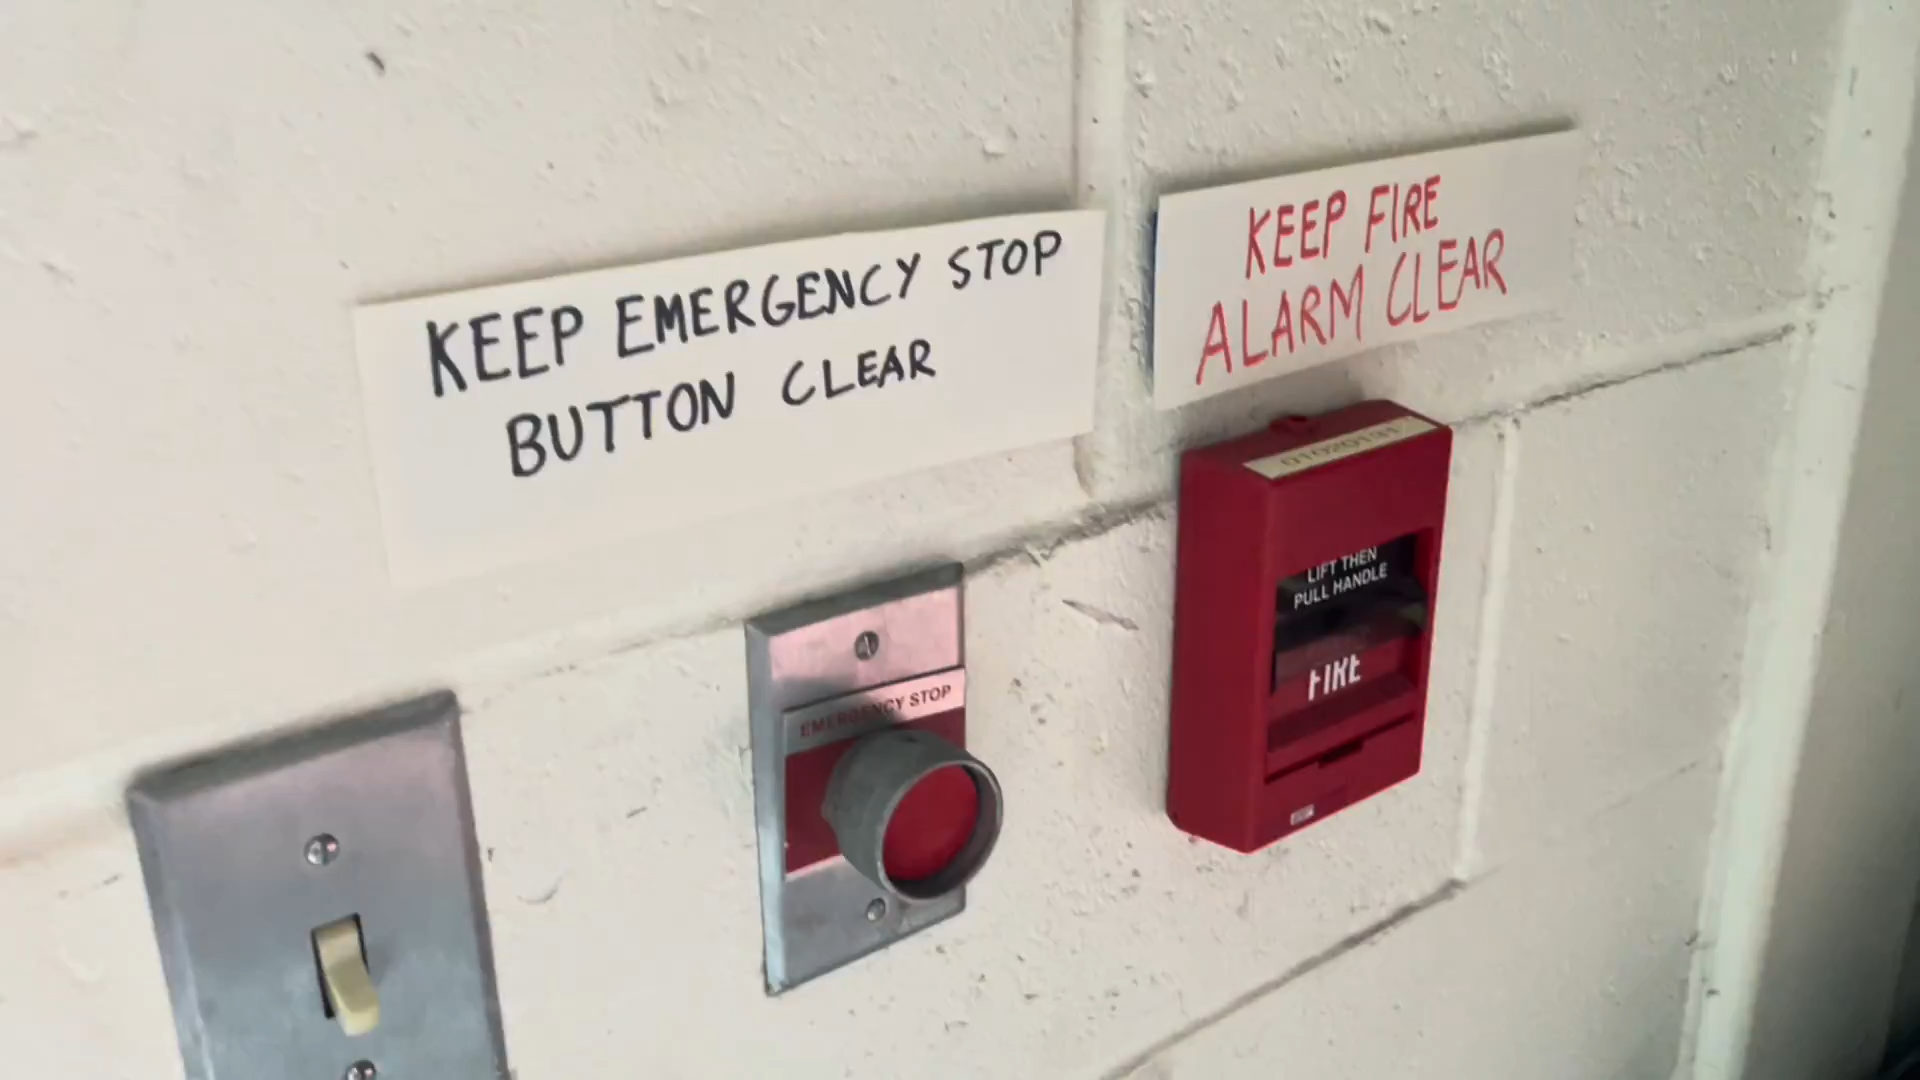 KEEP EMERGENCY STOP
BUTTON CLEAR
KEEP FIRE
ALARM CLEAR
EMERGENCY STOP
LIFT THEN
PULL HANDLE
FIRE